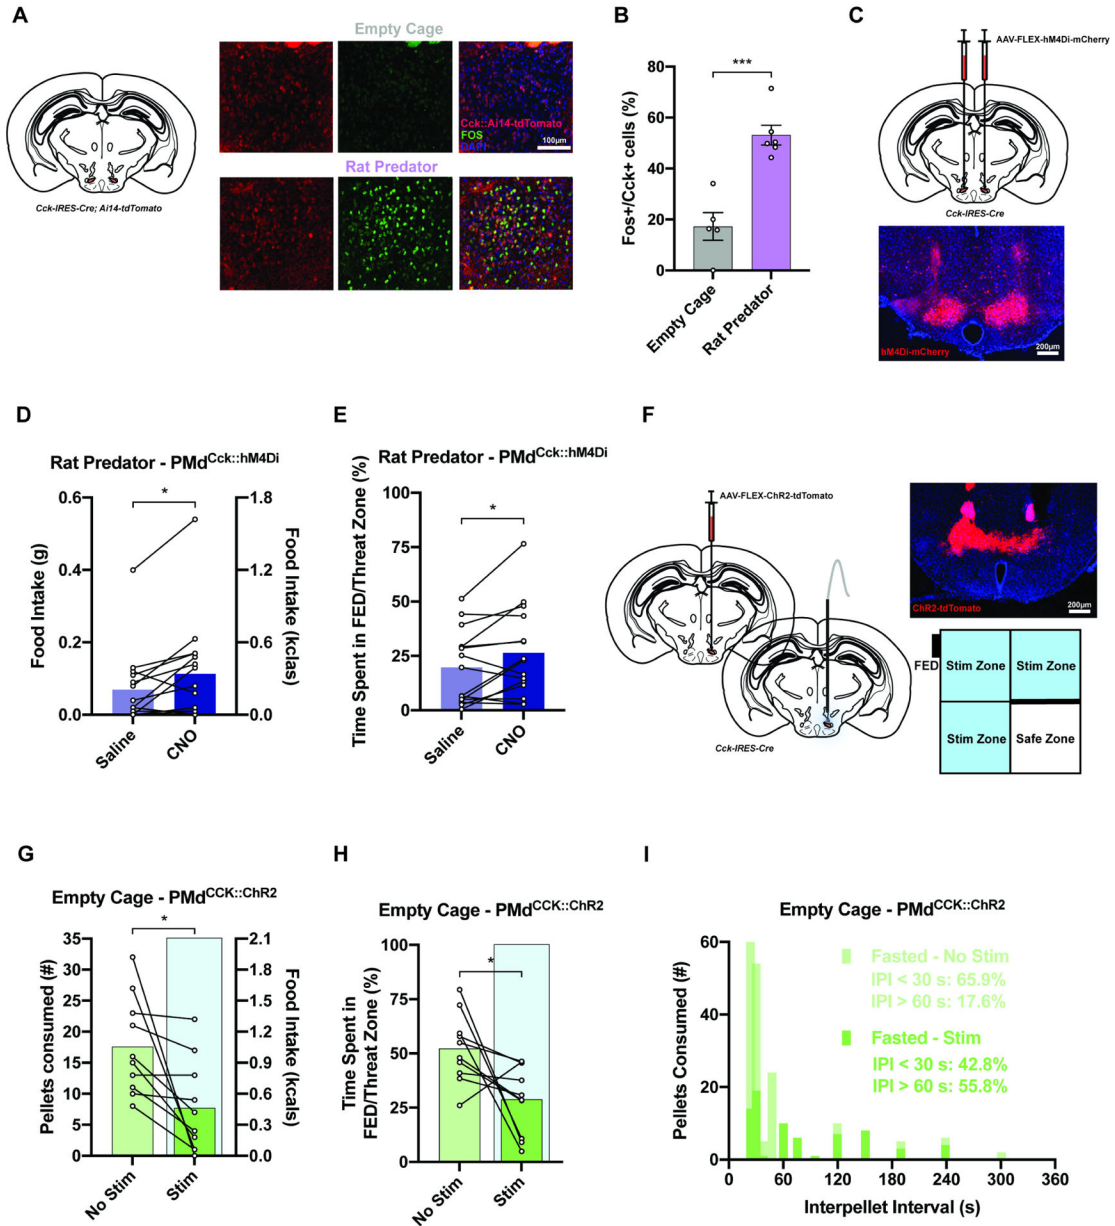 A
Empty Cage
Cck::Ai14-tdTomato
FOS
DAPI
100µm
Rat Predator
Cck-IRES-Cre; Ai14-tdTomato
B
Fos+/Cck+ cells (%)
80
60
40
20
0
***
Empty Cage
Rat Predator
C
AAV-FLEX-hM4Di-mCherry
Cck-IRES-Cre
hM4Di-mCherry
200µm
D
Rat Predator - PMdCck::hM4Di
Food Intake (g)
0.6
0.4
0.2
0.0
*
1.8
1.2
0.6
0.0
Food Intake (kclas)
Saline
CNO
E
Rat Predator - PMdCck::hM4Di
Time Spent in FED/Threat Zone (%)
100
75
50
25
0
*
Saline
CNO
F
AAV-FLEX-ChR2-tdTomato
Cck-IRES-Cre
ChR2-tdTomato
200µm
FED
Stim Zone
Stim Zone
Stim Zone
Safe Zone
G
Empty Cage - PMdCCK::ChR2
Pellets consumed (#)
35
30
25
20
15
10
5
0
*
2.1
1.8
1.5
1.2
0.9
0.6
0.3
0.0
Food Intake (kcals)
No Stim
Stim
H
Empty Cage - PMdCCK::ChR2
Time Spent in
FED/Threat Zone (%)
100
75
50
25
0
*
No Stim
Stim
I
Empty Cage - PMdCCK::ChR2
Pellets Consumed (#)
60
40
20
0
Fasted - No Stim
IPI < 30 s: 65.9%
IPI > 60 s: 17.6%
Fasted - Stim
IPI < 30 s: 42.8%
IPI > 60 s: 55.8%
0 60 120 180 240 300 360
Interpellet Interval (s)